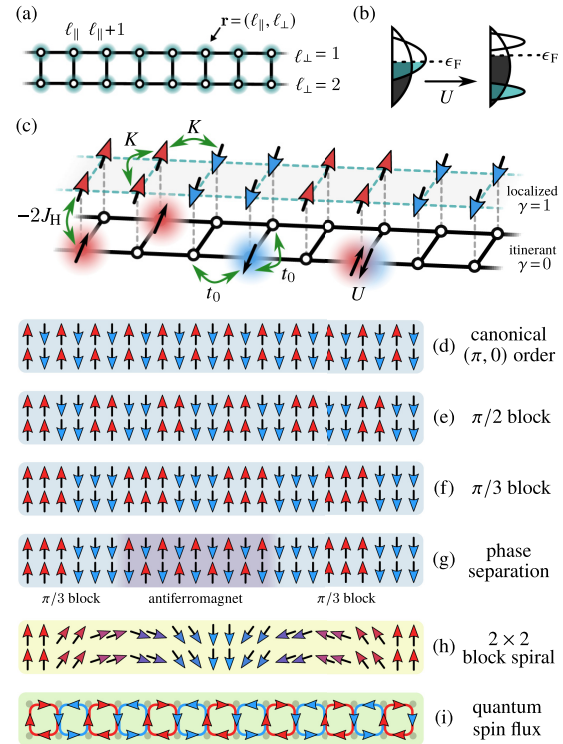 (a)
ℓ∥ ℓ∥+1
r=(ℓ∥, ℓ⊥)
ℓ⊥=1
ℓ⊥=2
(b)
ϵF
ϵF
U
(c)
K
K
−2JH
localized
γ=1
itinerant
γ=0
t0
t0
U
(d) canonical
(π,0) order
(e) π/2 block
(f) π/3 block
(g) phase
separation
π/3 block antiferromagnet π/3 block
(h) 2 × 2
block spiral
(i) quantum
spin flux